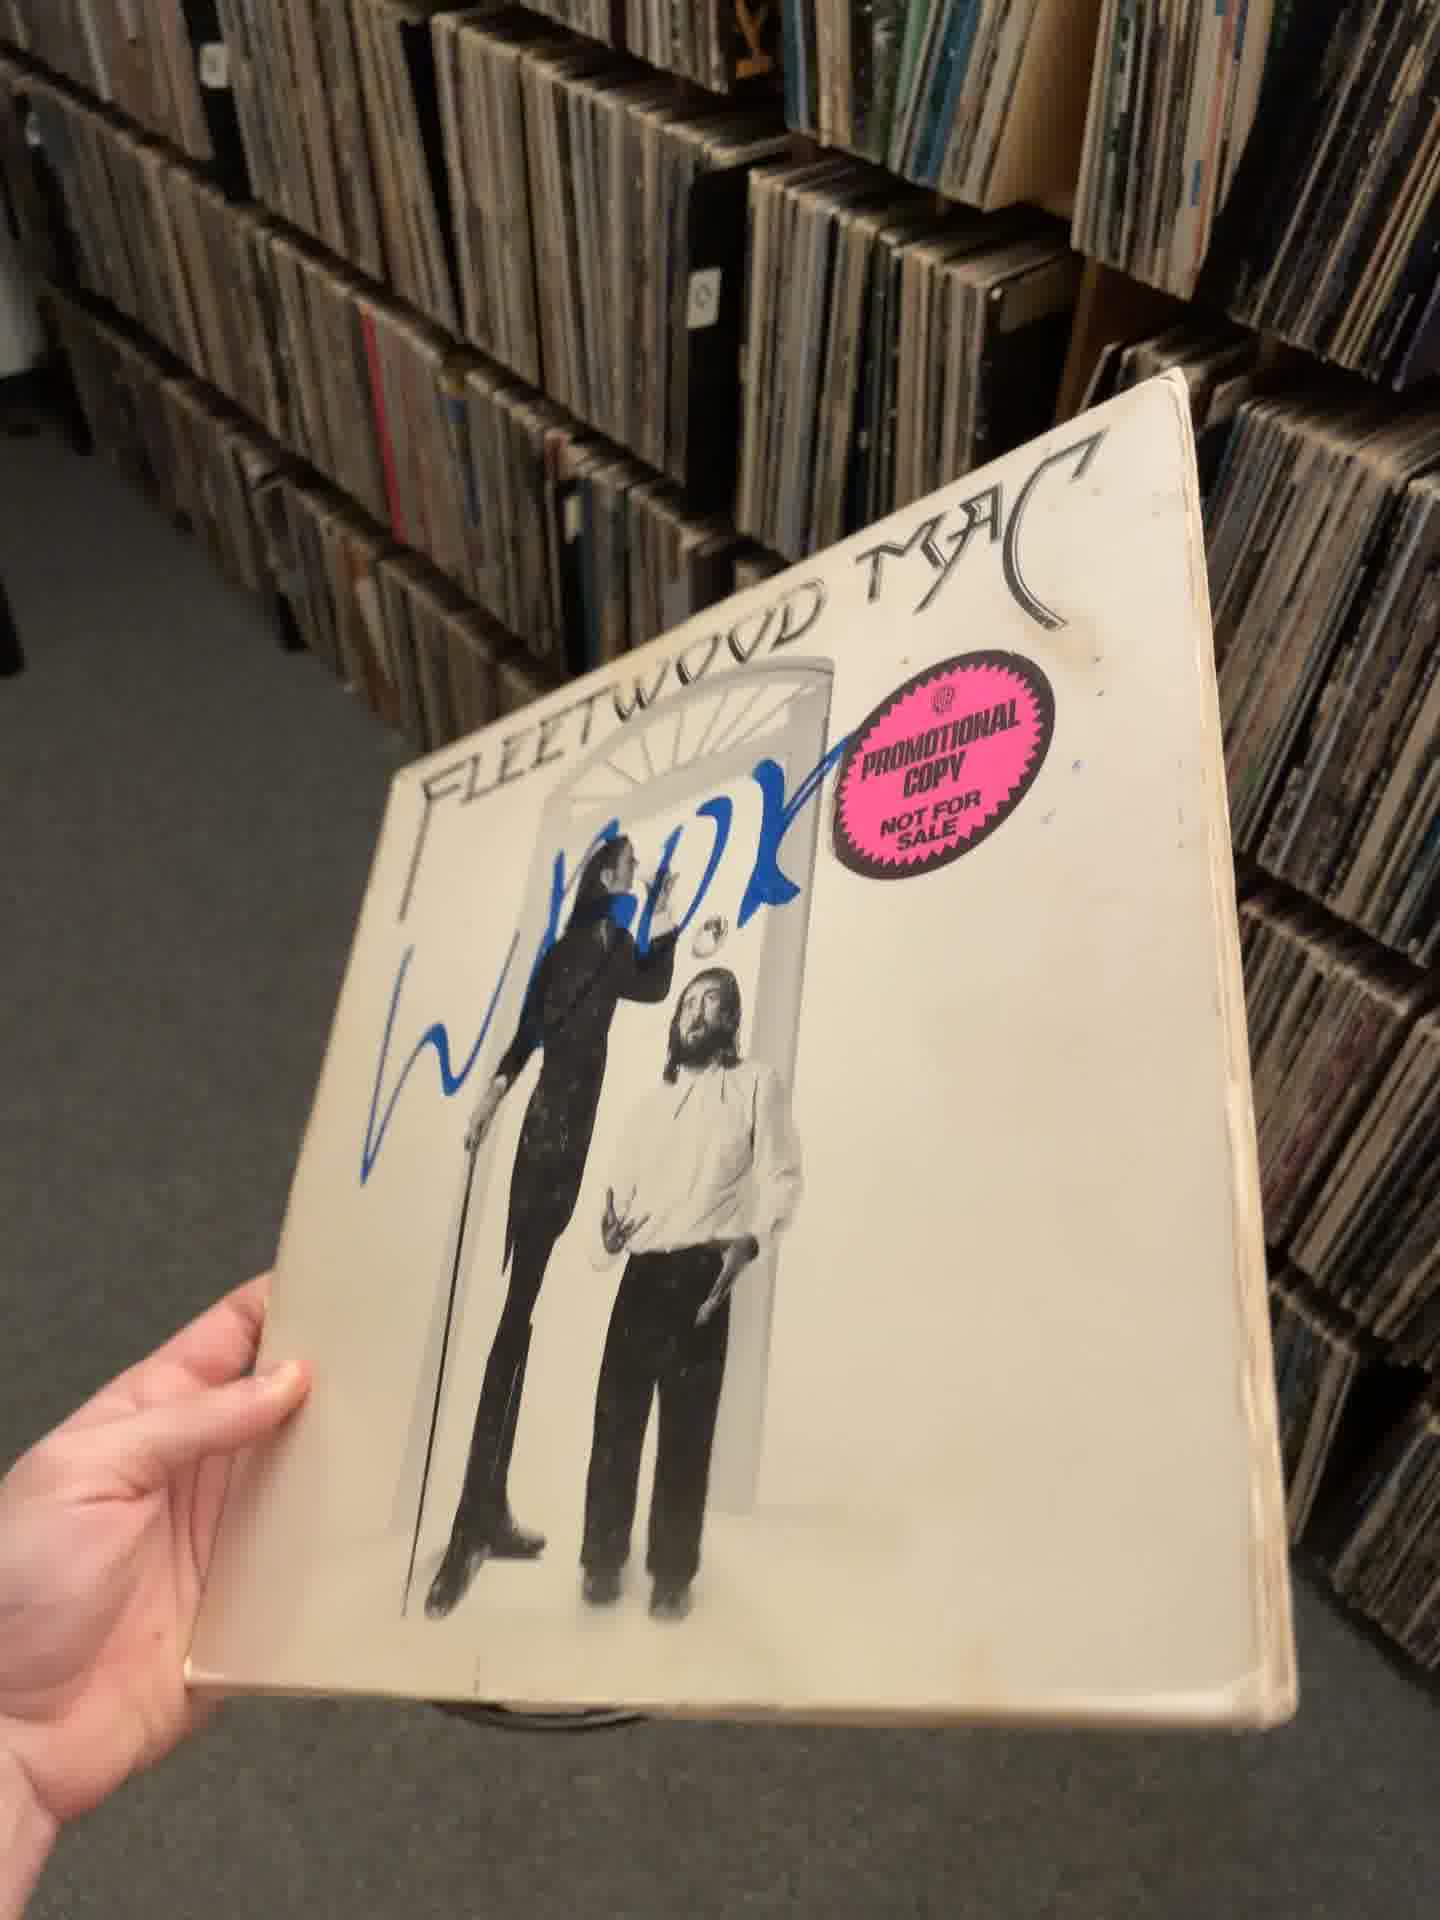 FLEETWOOD MAC
PROMOTIONAL
COPY
NOT FOR
SALE